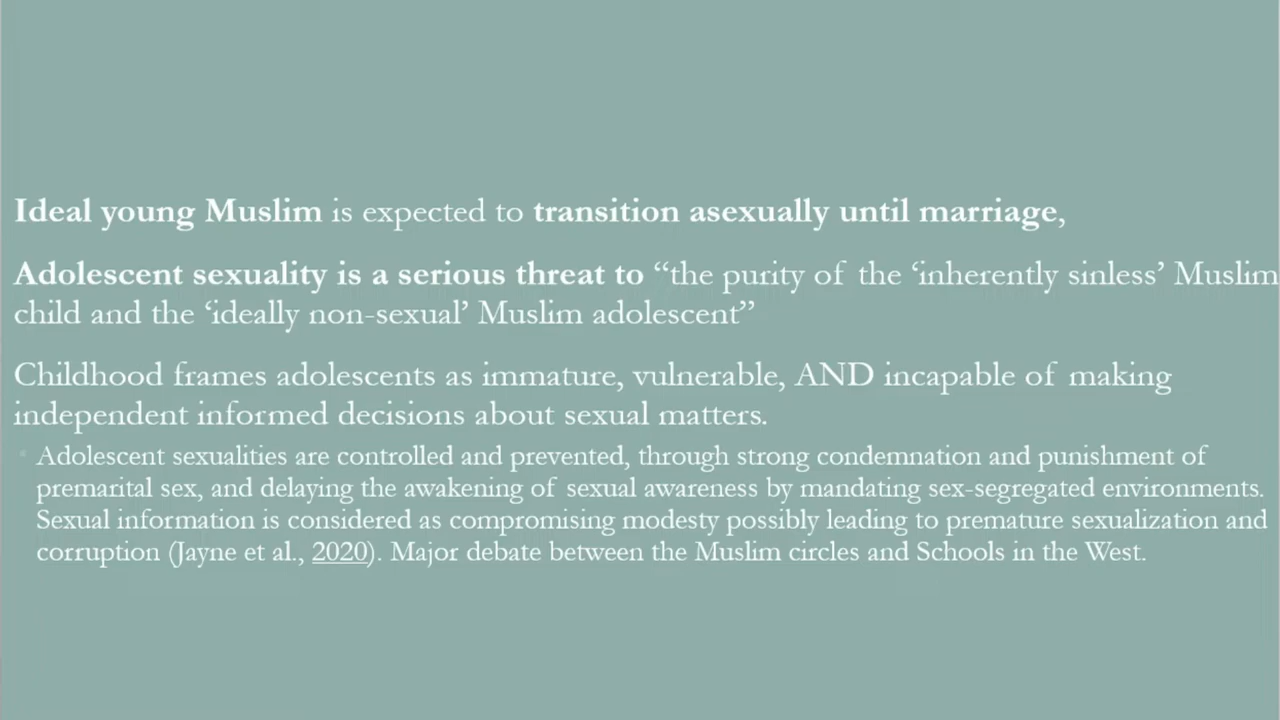 Ideal young Muslim is expected to transition asexually until marriage,
Adolescent sexuality is a serious threat to “the purity of the ‘inherently sinless’ Muslim
child and the ‘ideally non-sexual’ Muslim adolescent”
Childhood frames adolescents as immature, vulnerable, AND incapable of making
independent informed decisions about sexual matters.
Adolescent sexualities are controlled and prevented, through strong condemnation and punishment of
premarital sex, and delaying the awakening of sexual awareness by mandating sex-segregated environments.
Sexual information is considered as compromising modesty possibly leading to premature sexualization and
corruption (Jayne et al., 2020). Major debate between the Muslim circles and Schools in the West.